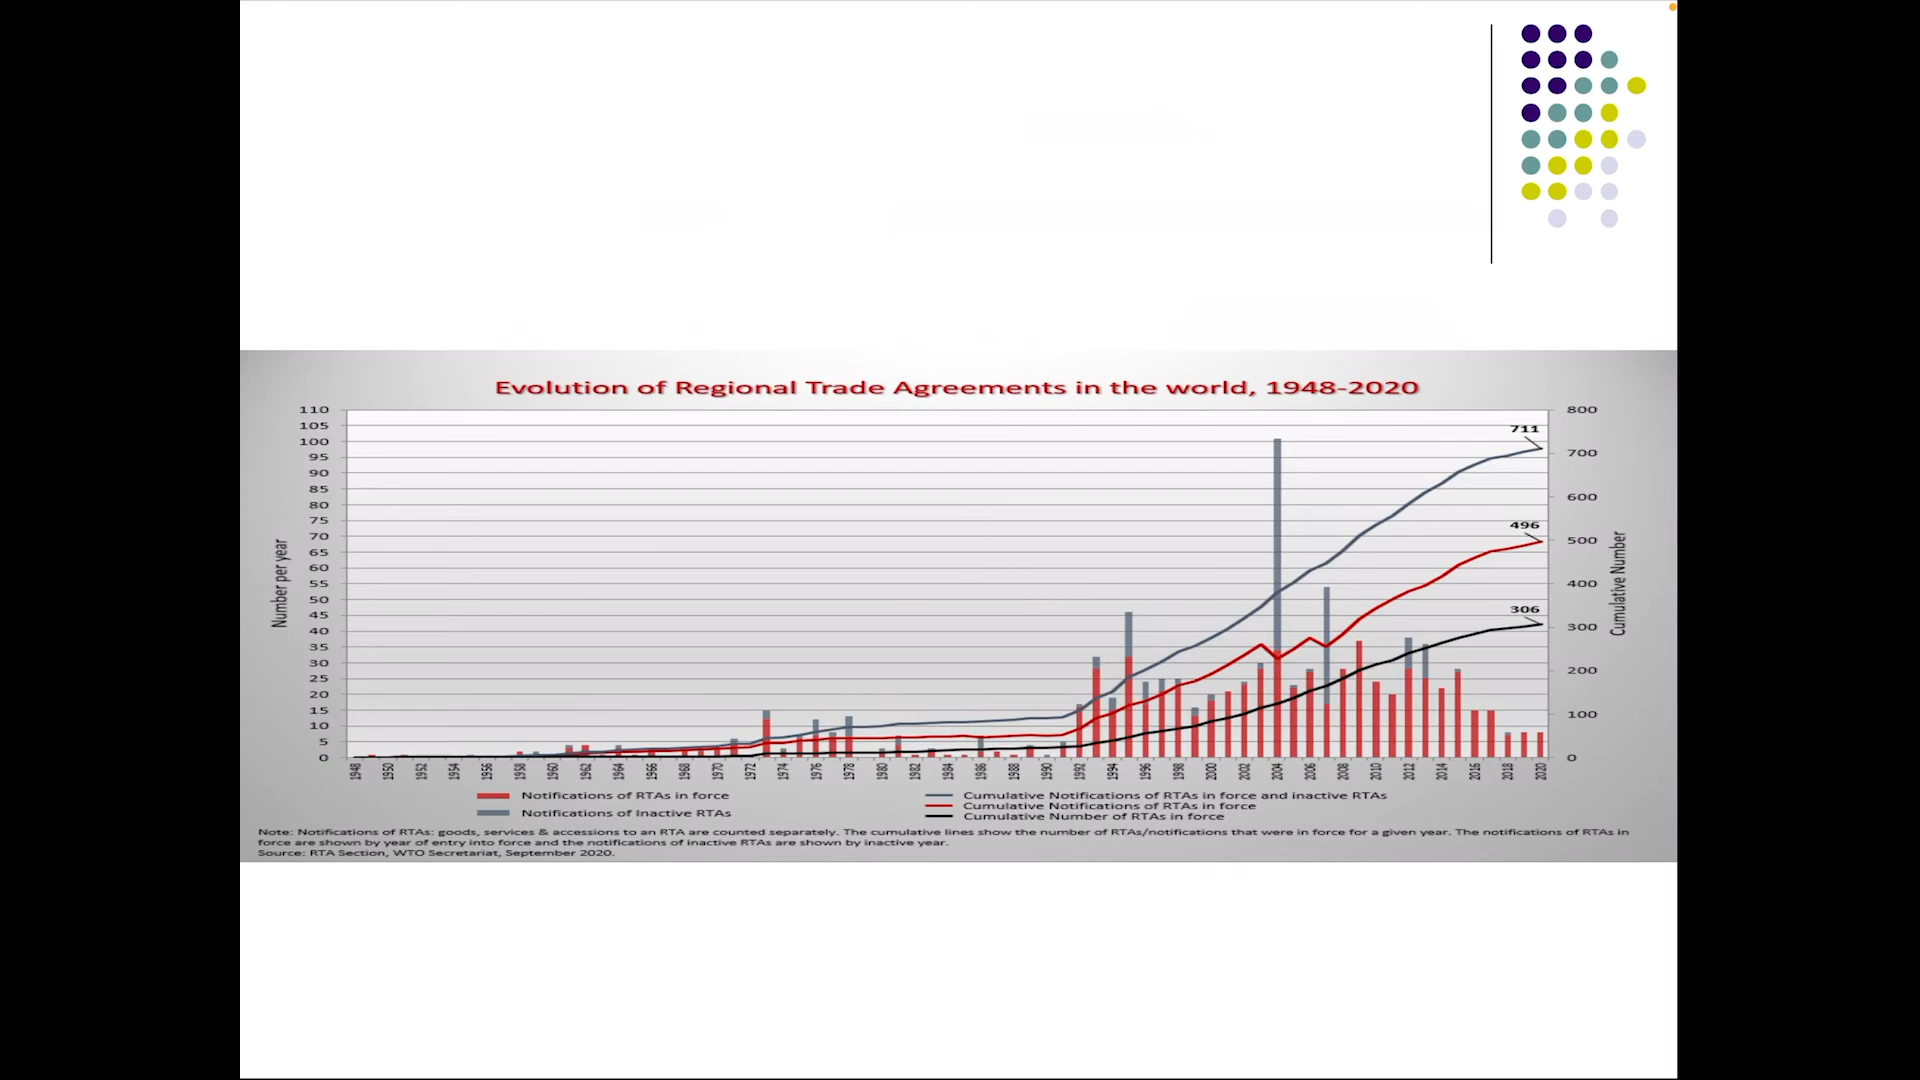 Evolution of Regional Trade Agreements in the world, 1948-2020
110
105
100
95
90
85
80
75
70
65
60
55
50
45
40
35
30
25
20
15
10
5
0
Number per year
800
700
600
500
400
300
200
100
0
Cumulative Number
711
496
306
1948 1950 1952 1954 1956 1958 1960 1962 1964 1966 1968 1970 1972 1974 1976 1978 1980 1982 1984 1986 1988 1990 1992 1994 1996 1998 2000 2002 2004 2006 2008 2010 2012 2014 2016 2018 2020
Notifications of RTAs in force
Notifications of Inactive RTAs
Cumulative Notifications of RTAs in force and inactive RTAs
Cumulative Notifications of RTAs in force
Cumulative Number of RTAs in force
Note: Notifications of RTAs: goods, services & accessions to an RTA are counted separately. The cumulative lines show the number of RTAs/notifications that were in force for a given year. The notifications of RTAs in
force are shown by year of entry into force and the notifications of inactive RTAs are shown by inactive year.
Source: RTA Section, WTO Secretariat, September 2020.